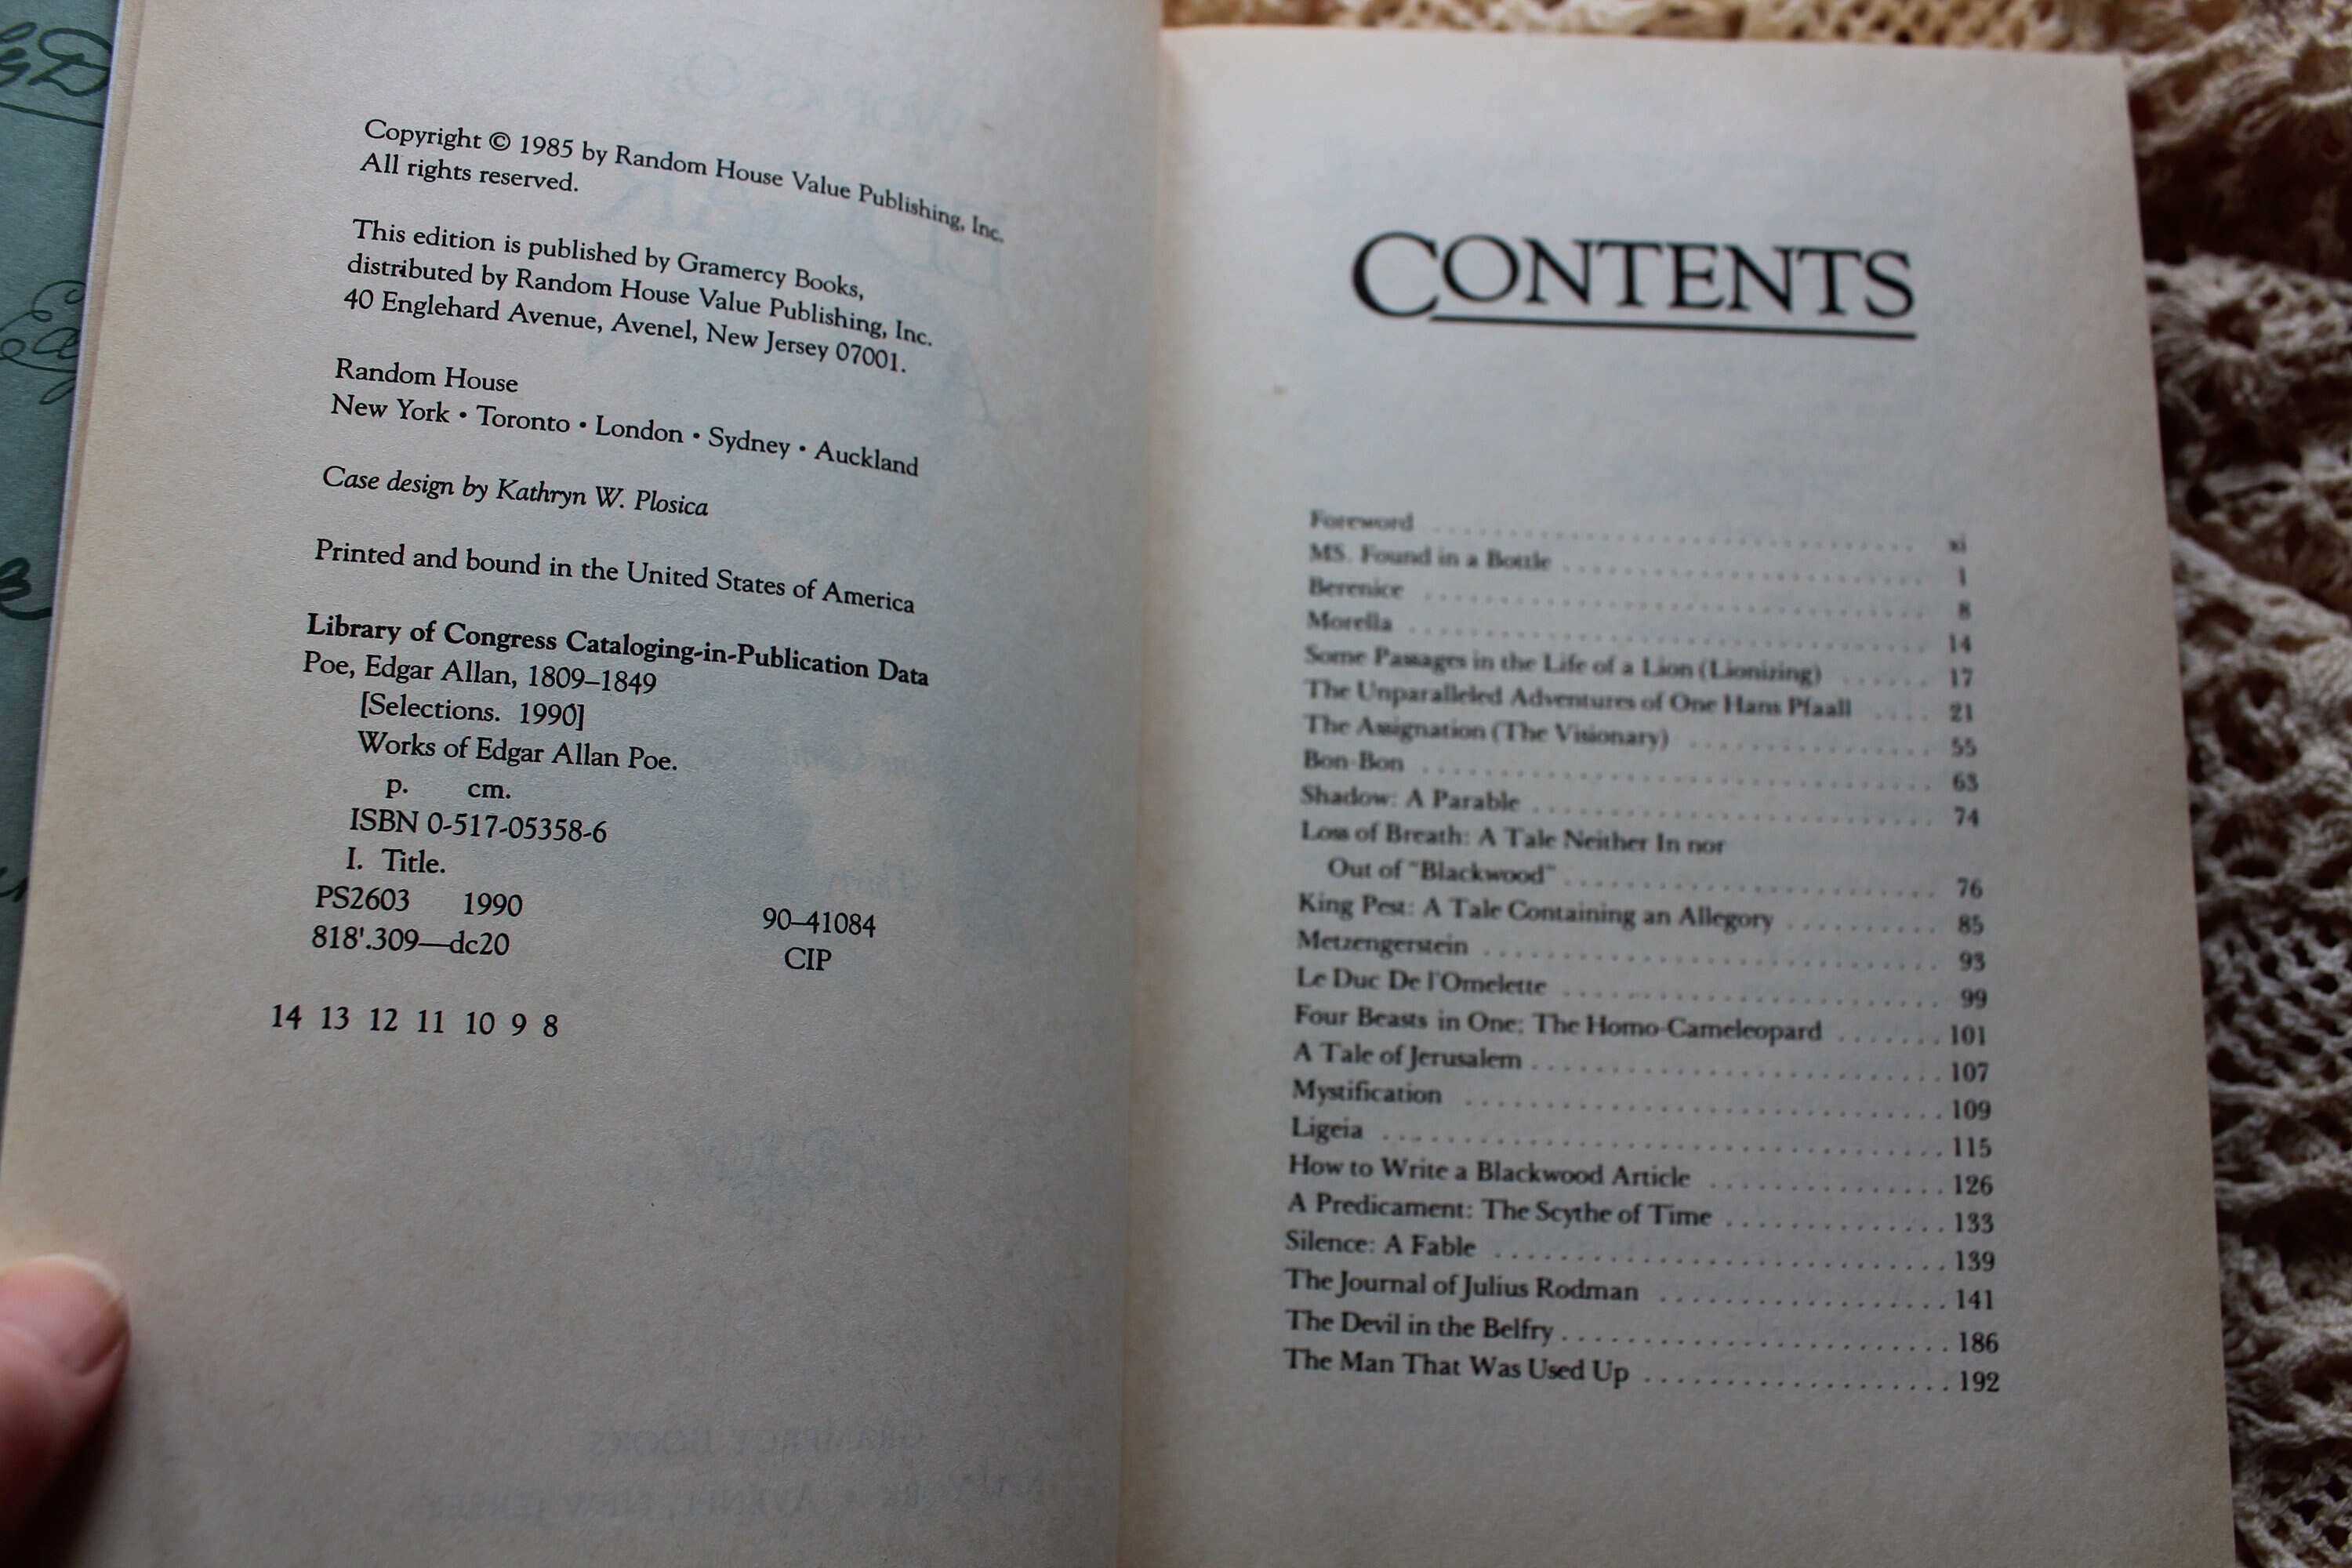 Copyright © 1985 by Random House Value Publishing, Inc.
All rights reserved.
This edition is published by Gramercy Books,
distributed by Random House Value Publishing, Inc.
40 Englehard Avenue, Avenel, New Jersey 07001.
Random House
New York • Toronto • London • Sydney • Auckland
Case design by Kathryn W. Plosica
Printed and bound in the United States of America
Library of Congress Cataloging-in-Publication Data
Poe, Edgar Allan, 1809–1849
[Selections. 1990]
Works of Edgar Allan Poe.
p. cm.
ISBN 0-517-05358-6
I. Title.
PS2603 1990 90–41084
818'.309—dc20 CIP
14 13 12 11 10 9 8
CONTENTS
Foreword . . . . . . . . . . xi
MS. Found in a Bottle . . . . . . . . . . 1
Berenice . . . . . . . . . . 8
Morella . . . . . . . . . . 14
Some Passages in the Life of a Lion (Lionizing) . . . . . . 17
The Unparalleled Adventures of One Hans Pfaall . . . . 21
The Assignation (The Visionary) . . . . . . . . . . 55
Bon-Bon . . . . . . . . . . 63
Shadow: A Parable . . . . . . . . . . 74
Loss of Breath: A Tale Neither In nor
Out of "Blackwood" . . . . . . . . . . 76
King Pest: A Tale Containing an Allegory . . . . . . . . . . 85
Metzengerstein . . . . . . . . . . 93
Le Duc De l'Omelette . . . . . . . . . . 99
Four Beasts in One; The Homo-Cameleopard . . . . . . . 101
A Tale of Jerusalem . . . . . . . . . . 107
Mystification . . . . . . . . . . 109
Ligeia . . . . . . . . . . 115
How to Write a Blackwood Article . . . . . . . . . . 126
A Predicament: The Scythe of Time . . . . . . . . . . 133
Silence: A Fable . . . . . . . . . . 139
The Journal of Julius Rodman . . . . . . . . . . 141
The Devil in the Belfry . . . . . . . . . . 186
The Man That Was Used Up . . . . . . . . . . 192